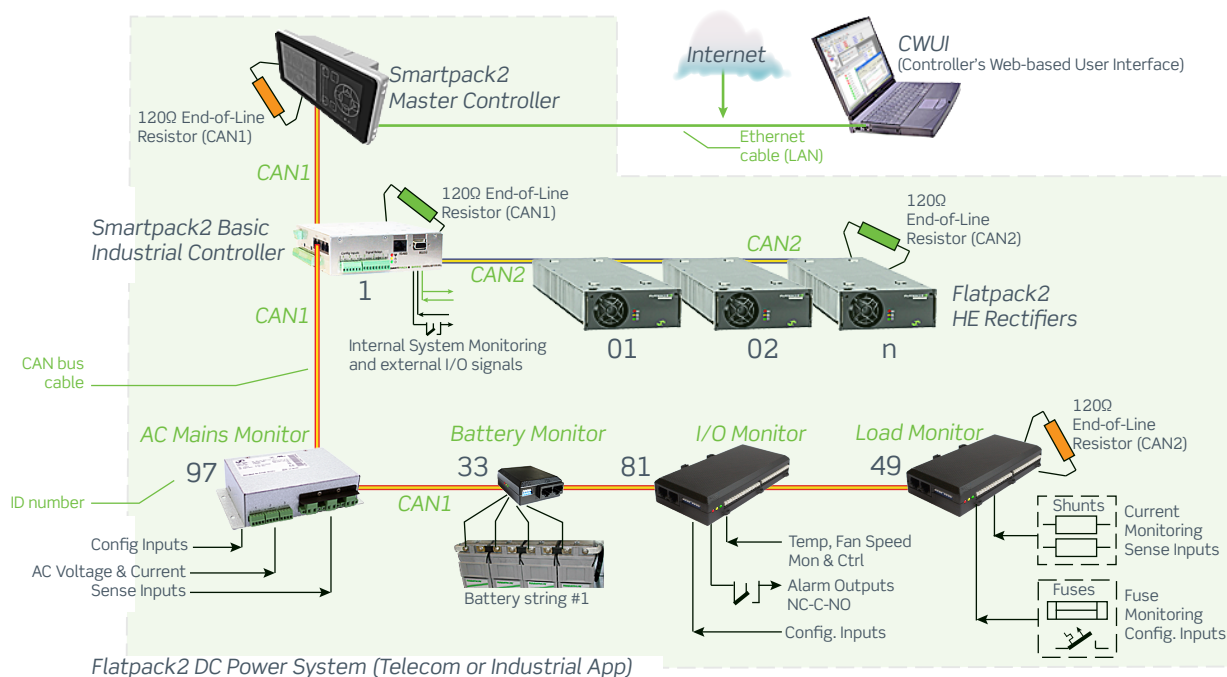 Smartpack2
Master Controller
120Ω End-of-Line
Resistor (CAN1)
Internet
CWUI
(Controller's Web-based User Interface)
Ethernet
cable (LAN)
CAN1
Smartpack2 Basic
Industrial Controller
120Ω End-of-Line
Resistor (CAN1)
1
CAN2
CAN2
120Ω
End-of-Line
Resistor (CAN2)
Flatpack2
HE Rectifiers
01
02
n
CAN1
Internal System Monitoring
and external I/O signals
CAN bus
cable
AC Mains Monitor
97
ID number
CAN1
Battery Monitor
33
I/O Monitor
81
Load Monitor
49
120Ω
End-of-Line
Resistor (CAN2)
Config Inputs
AC Voltage & Current
Sense Inputs
Battery string #1
Temp, Fan Speed
Mon & Ctrl
Alarm Outputs
NC-C-NO
Config. Inputs
Shunts
Current
Monitoring
Sense Inputs
Fuses
Fuse
Monitoring
Config. Inputs
Flatpack2 DC Power System (Telecom or Industrial App)